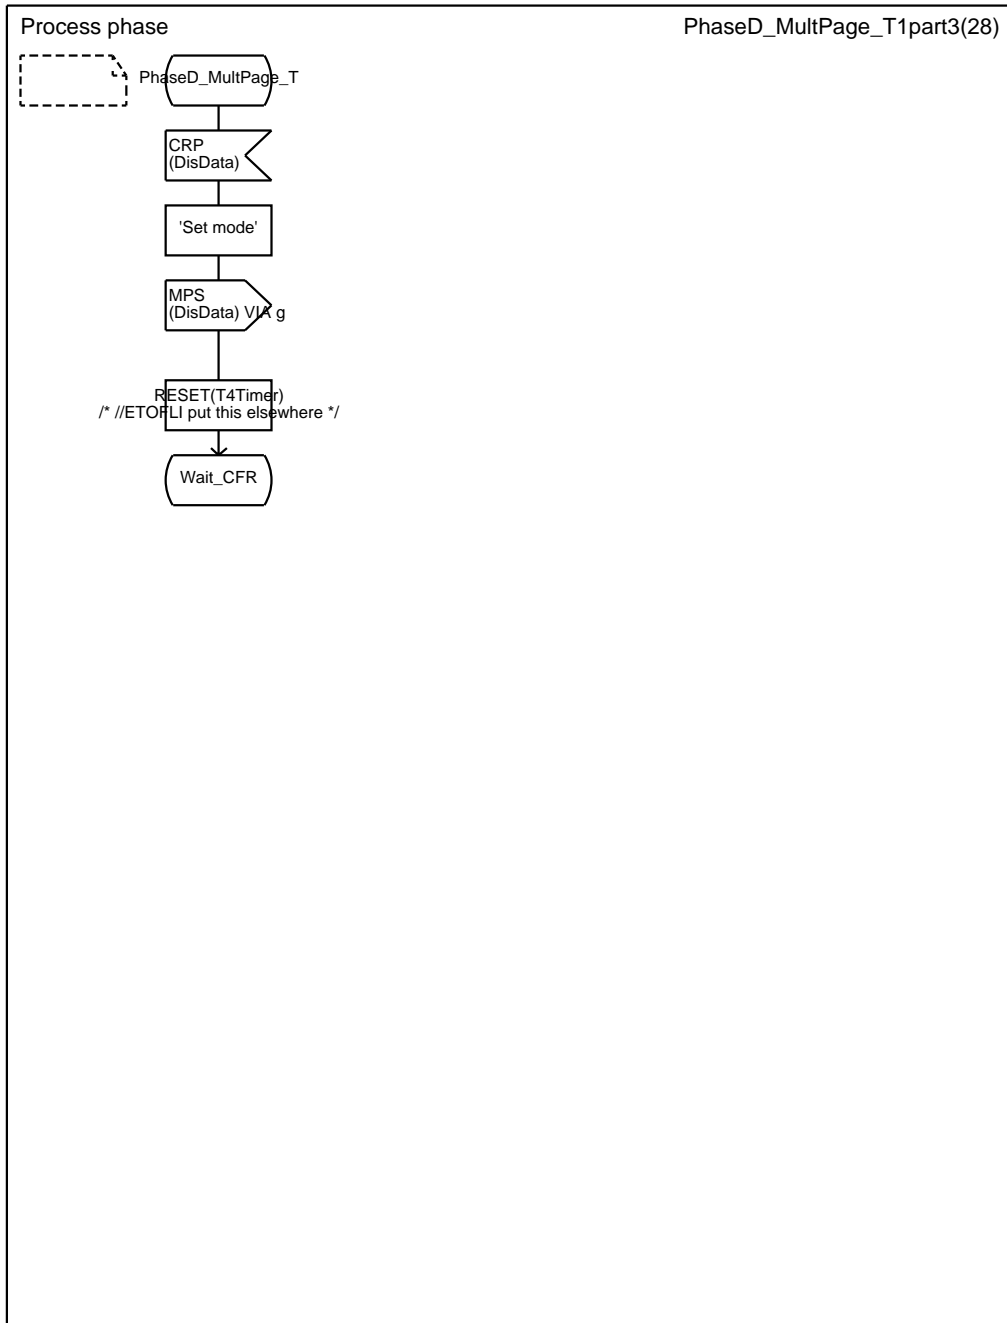 Process phase
PhaseD_MultPage_T1part3(28)
PhaseD_MultPage_T
CRP
(DisData)
'Set mode'
MPS
(DisData) VIA g
RESET(T4Timer)
/* //ETOFLI put this elsewhere */
Wait_CFR